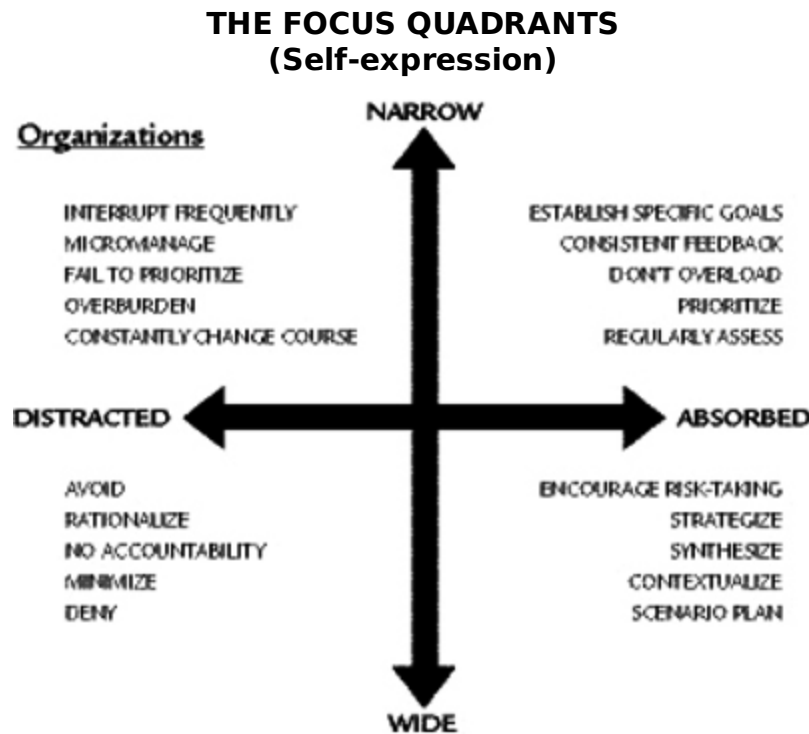 THE FOCUS QUADRANTS
(Self-expression)
NARROW
Organizations
INTERRUPT FREQUENTLY
MICROMANAGE
FAIL TO PRIORITIZE
OVERBURDEN
CONSTANTLY CHANGE COURSE
ESTABLISH SPECIFIC GOALS
CONSISTENT FEEDBACK
DON'T OVERLOAD
PRIORITIZE
REGULARLY ASSESS
DISTRACTED
ABSORBED
AVOID
RATIONALIZE
NO ACCOUNTABILITY
MINIMIZE
DENY
ENCOURAGE RISK-TAKING
STRATEGIZE
SYNTHESIZE
CONTEXTUALIZE
SCENARIO PLAN
WIDE